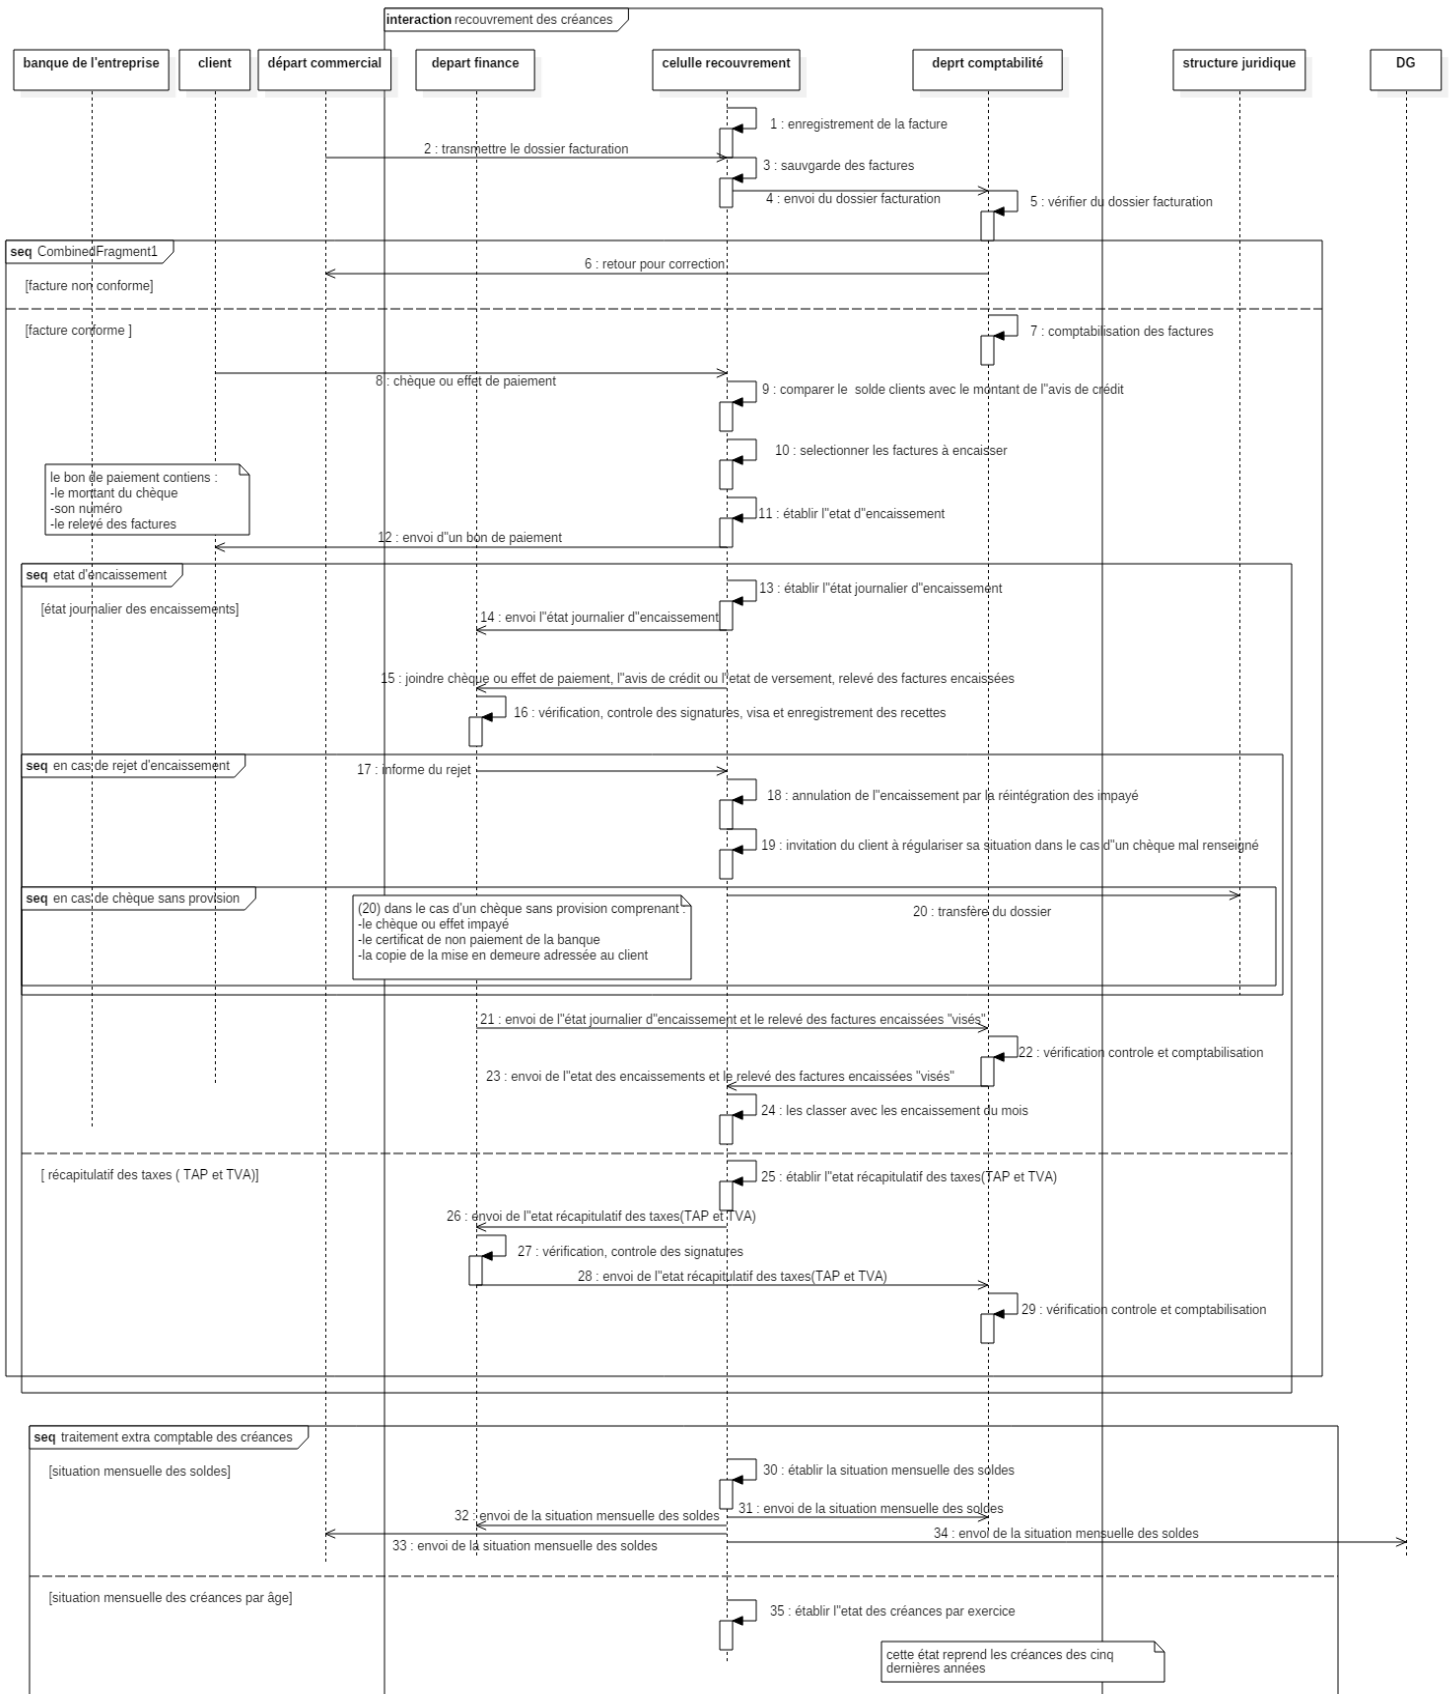 interaction recouvrement des créances
banque de l'entreprise
client
départ commercial
depart finance
celulle recouvrement
deprt comptabilité
structure juridique
DG
1 : enregistrement de la facture
2 : transmettre le dossier facturation
3 : sauvgarde des factures
4 : envoi du dossier facturation
5 : vérifier du dossier facturation
seq CombinedFragment1
6 : retour pour correction
[facture non conforme]
[facture conforme ]
7 : comptabilisation des factures
8 : chèque ou effet de paiement
9 : comparer le  solde clients avec le montant de l''avis de crédit
10 : selectionner les factures à encaisser
le bon de paiement contiens :
-le montant du chèque
-son numéro
-le relevé des factures
11 : établir l''etat d''encaissement
12 : envoi d''un bon de paiement
seq etat d'encaissement
13 : établir l''état journalier d''encaissement
[état journalier des encaissements]
14 : envoi l''état journalier d''encaissement
15 : joindre chèque ou effet de paiement, l''avis de crédit ou l''etat de versement, relevé des factures encaissées
16 : vérification, controle des signatures, visa et enregistrement des recettes
seq en cas de rejet d'encaissement
17 : informe du rejet
18 : annulation de l''encaissement par la réintégration des impayé
19 : invitation du client à régulariser sa situation dans le cas d''un chèque mal renseigné
seq en cas de chèque sans provision
(20) dans le cas d'un chèque sans provision comprenant :
-le chèque ou effet impayé
-le certificat de non paiement de la banque
-la copie de la mise en demeure adressée au client
20 : transfère du dossier
21 : envoi de l''état journalier d''encaissement et le relevé des factures encaissées "visés"
22 : vérification controle et comptabilisation
23 : envoi de l''etat des encaissements et le relevé des factures encaissées "visés"
24 : les classer avec les encaissement du mois
[ récapitulatif des taxes ( TAP et TVA)]
25 : établir l''etat récapitulatif des taxes(TAP et TVA)
26 : envoi de l''etat récapitulatif des taxes(TAP et TVA)
27 : vérification, controle des signatures
28 : envoi de l''etat récapitulatif des taxes(TAP et TVA)
29 : vérification controle et comptabilisation
seq traitement extra comptable des créances
[situation mensuelle des soldes]
30 : établir la situation mensuelle des soldes
31 : envoi de la situation mensuelle des soldes
32 : envoi de la situation mensuelle des soldes
33 : envoi de la situation mensuelle des soldes
34 : envoi de la situation mensuelle des soldes
[situation mensuelle des créances par âge]
35 : établir l''etat des créances par exercice
cette état reprend les créances des cinq
dernières années